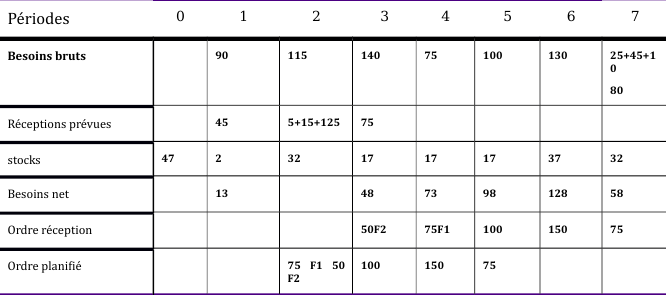 Périodes 0 1 2 3 4 5 6 7
Besoins bruts 90 115 140 75 100 130 25+45+1
0
80
Réceptions prévues 45 5+15+125 75
stocks 47 2 32 17 17 17 37 32
Besoins net 13 48 73 98 128 58
Ordre réception 50F2 75F1 100 150 75
Ordre planifié 75 F1 50 100 150 75
F2